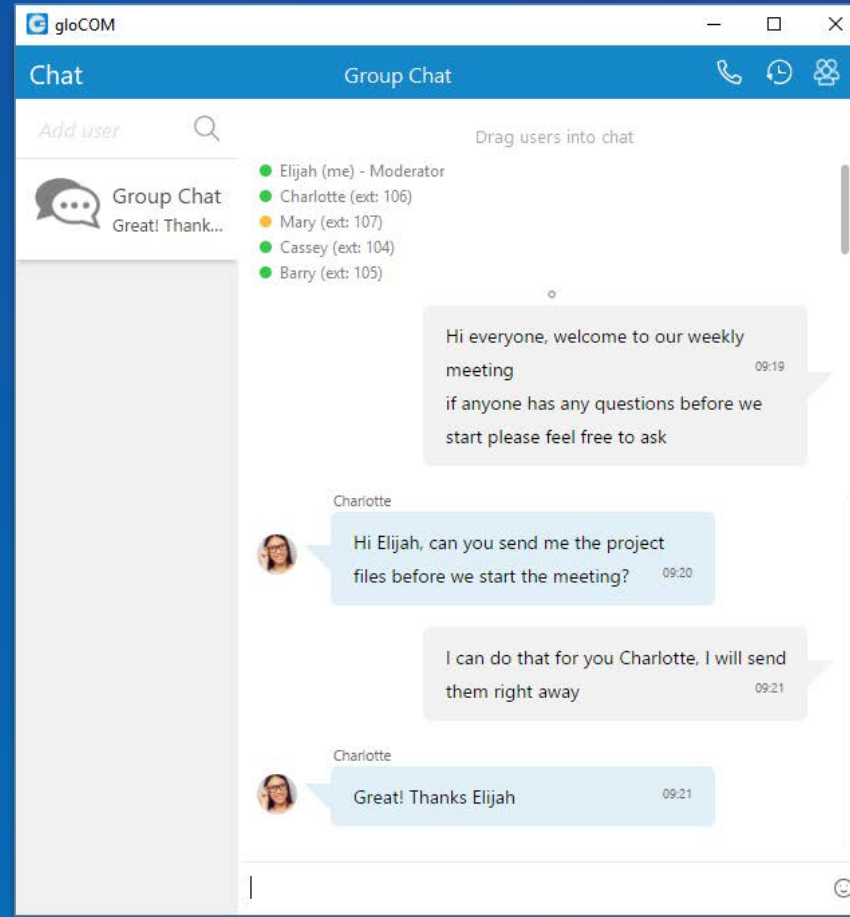 gloCOM
Chat
Group Chat
Add user
Group Chat
Great! Thank...
Drag users into chat
Elijah (me) - Moderator
Charlotte (ext: 106)
Mary (ext: 107)
Cassey (ext: 104)
Barry (ext: 105)
Hi everyone, welcome to our weekly
meeting 09:19
if anyone has any questions before we
start please feel free to ask
Charlotte
Hi Elijah, can you send me the project
files before we start the meeting? 09:20
I can do that for you Charlotte, I will send
them right away 09:21
Charlotte
Great! Thanks Elijah 09:21